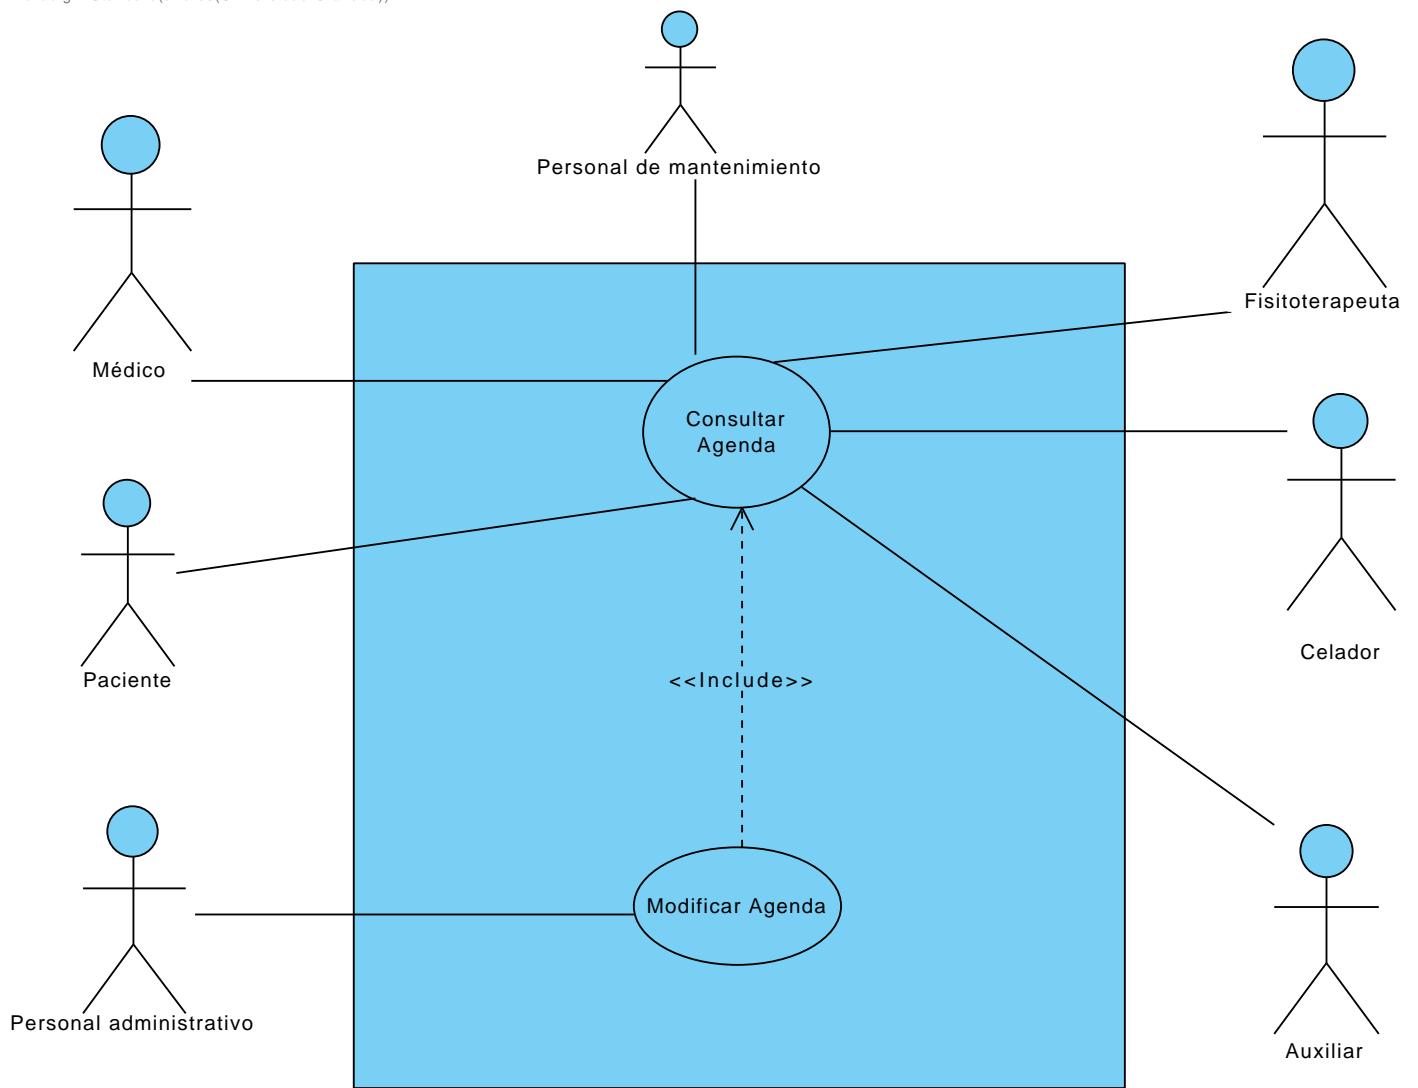 Personal de mantenimiento
Fisitoterapeuta
Médico
Consultar
Agenda
Paciente
Celador
<<Include>>
Modificar Agenda
Personal administrativo
Auxiliar